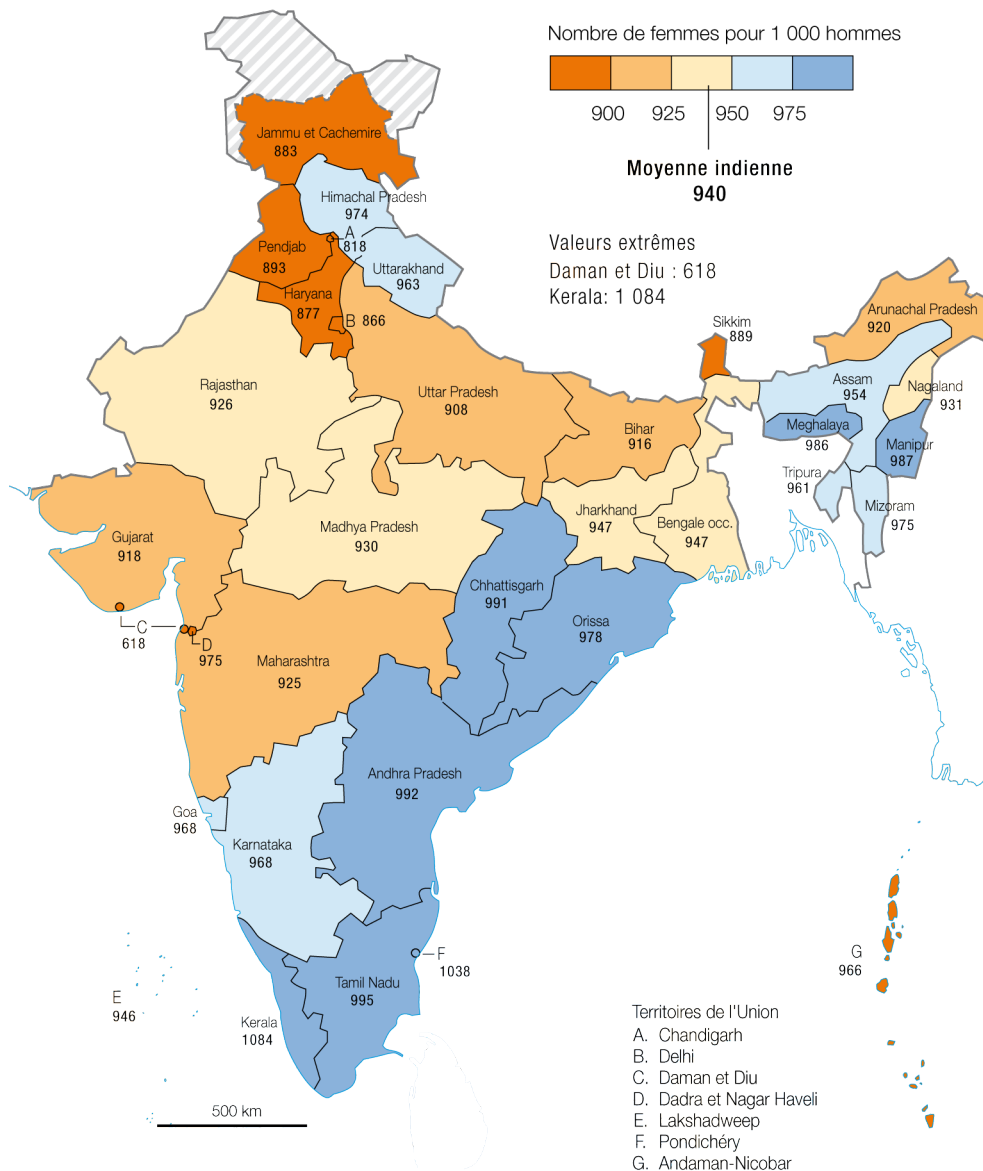 Nombre de femmes pour 1 000 hommes
900 925 950 975
Moyenne indienne
940
Valeurs extrêmes
Daman et Diu : 618
Kerala: 1 084
Jammu et Cachemire
883
Himachal Pradesh
974
A
818
Pendjab
893
Uttarakhand
963
Haryana
877
B 866
Sikkim
889
Arunachal Pradesh
920
Rajasthan
926
Uttar Pradesh
908
Assam
954
Nagaland
931
Bihar
916
Meghalaya
986
Manipur
987
Tripura
961
Mizoram
975
Gujarat
918
Madhya Pradesh
930
Jharkhand
947
Bengale occ.
947
Chhattisgarh
991
Orissa
978
C
618
D
975
Maharashtra
925
Andhra Pradesh
992
Goa
968
Karnataka
968
F
1038
G
966
E
946
Tamil Nadu
995
Kerala
1084
500 km
Territoires de l'Union
A. Chandigarh
B. Delhi
C. Daman et Diu
D. Dadra et Nagar Haveli
E. Lakshadweep
F. Pondichéry
G. Andaman-Nicobar